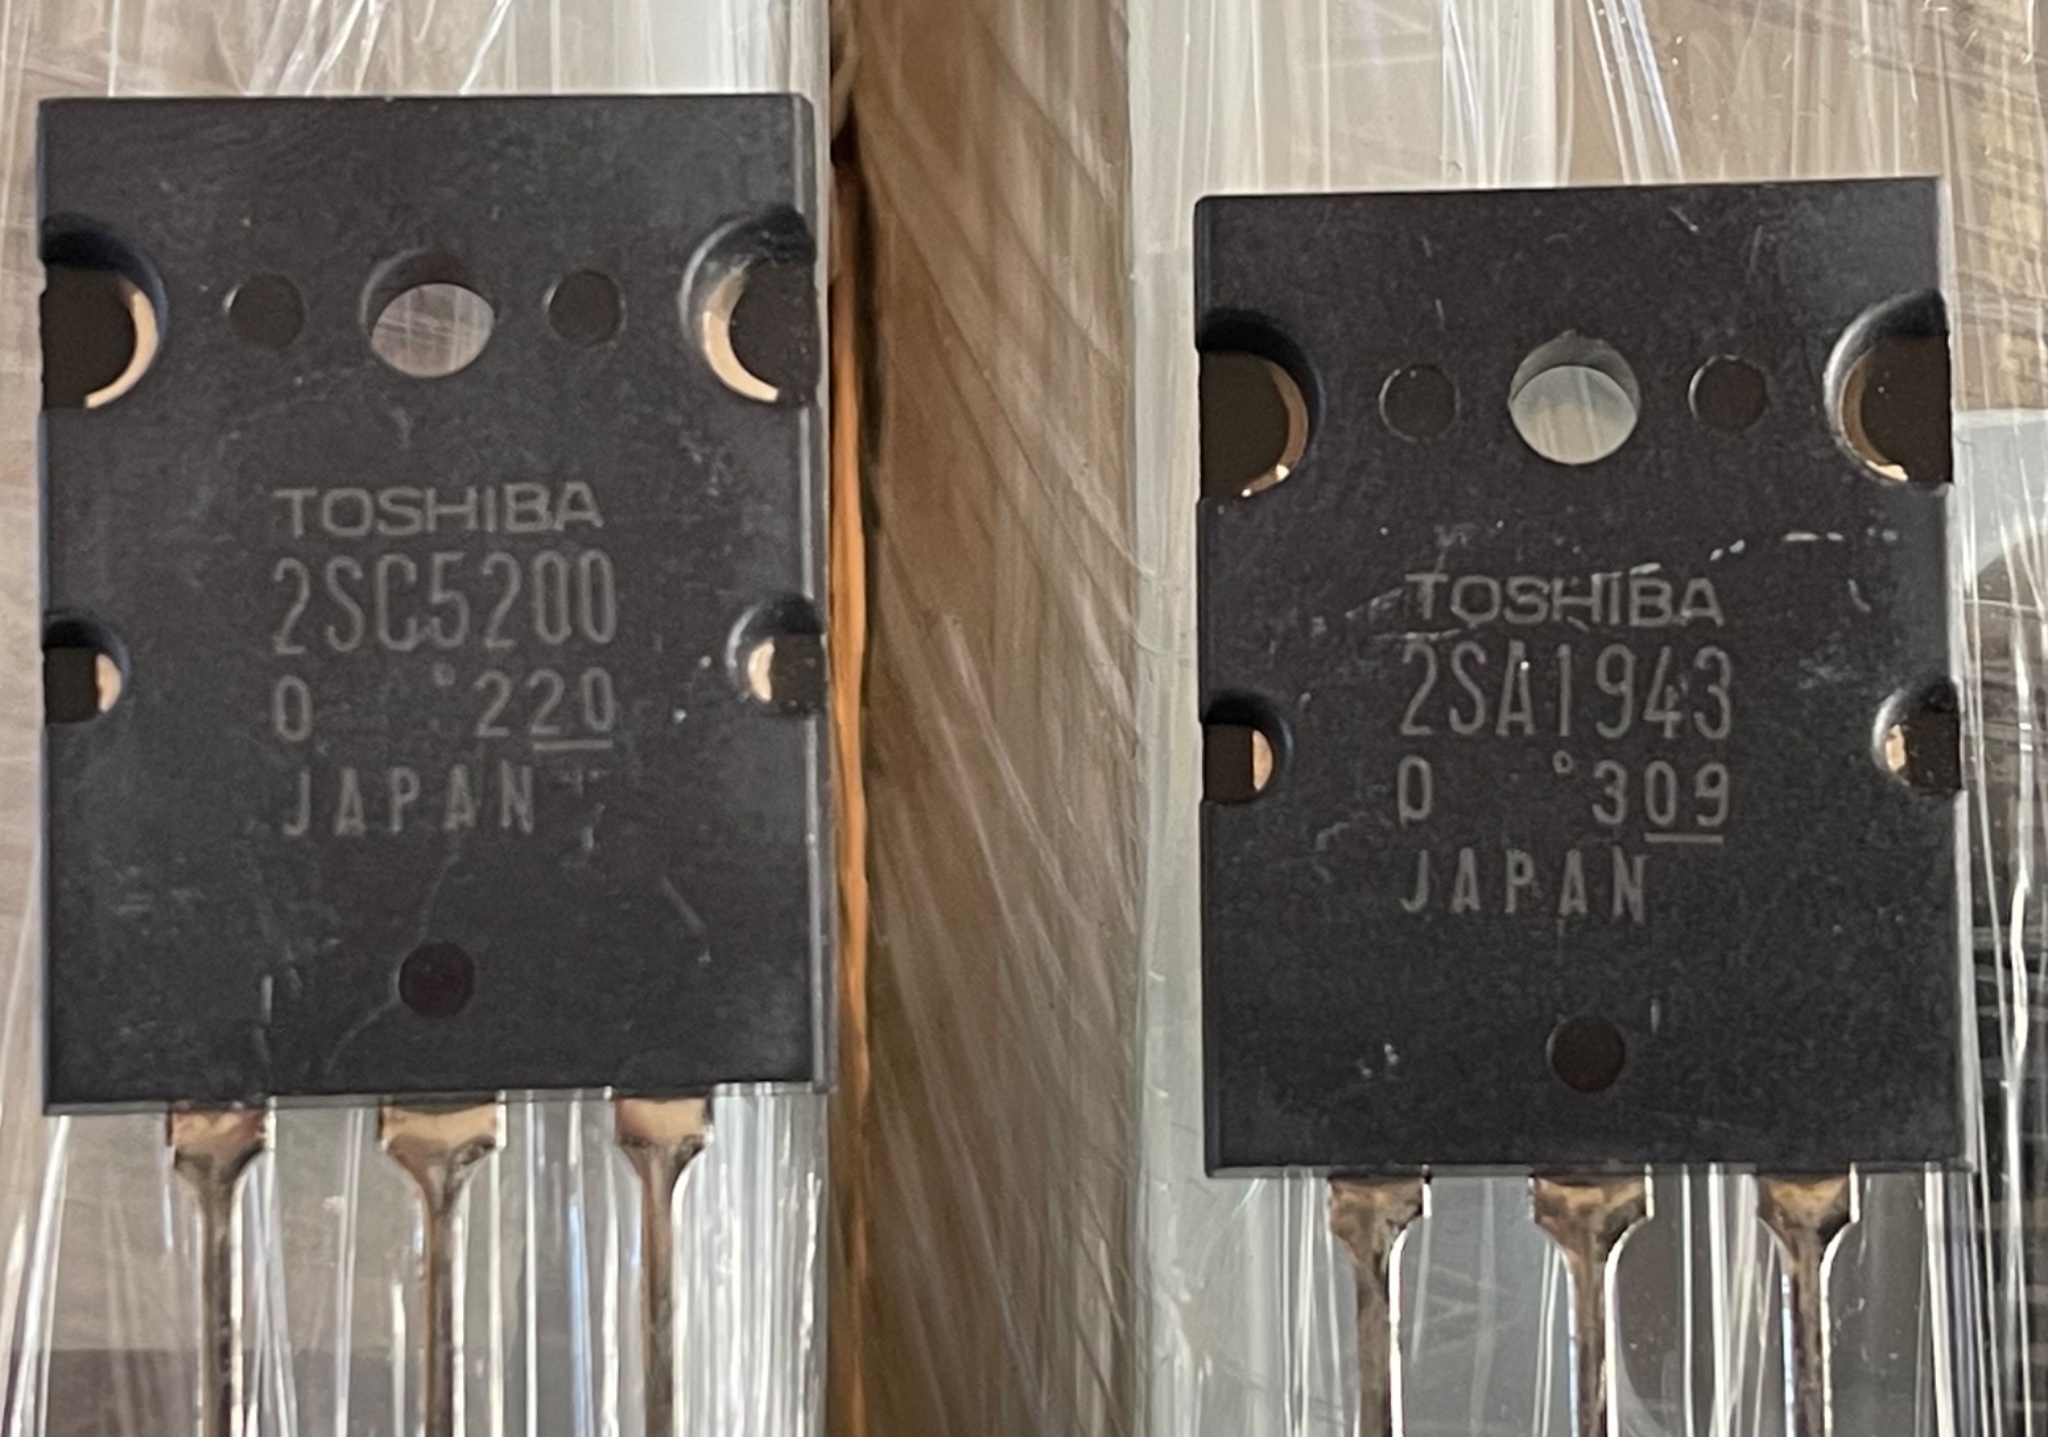 TOSHIBA
2SC5200
O °220
JAPAN
TOSHIBA
2SA1943
O °309
JAPAN